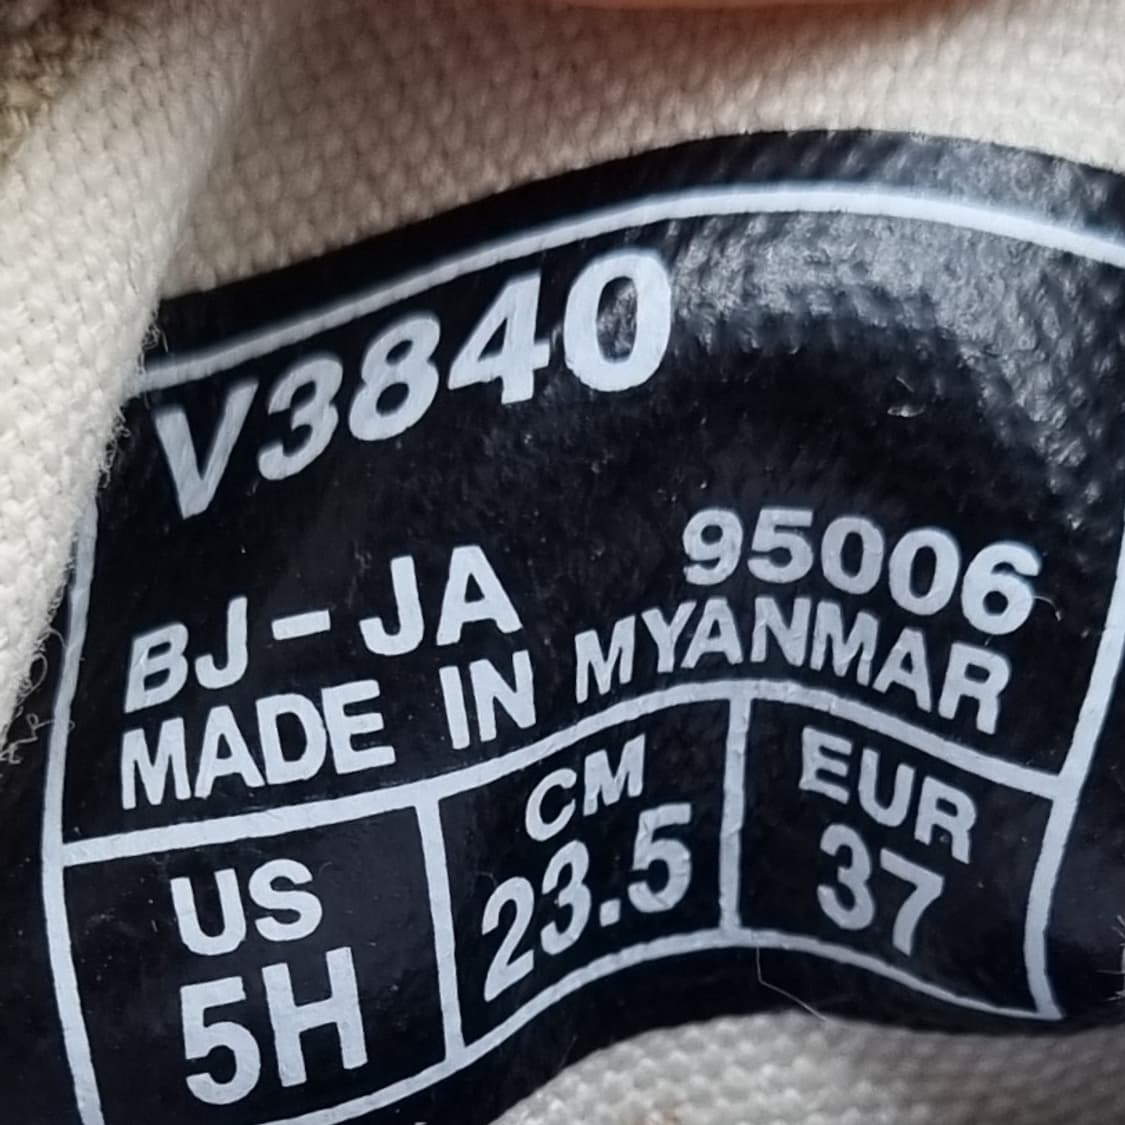 V3840
95006
BJ-JA
MADE IN MYANMAR
US
5H
CM
23.5
EUR
37